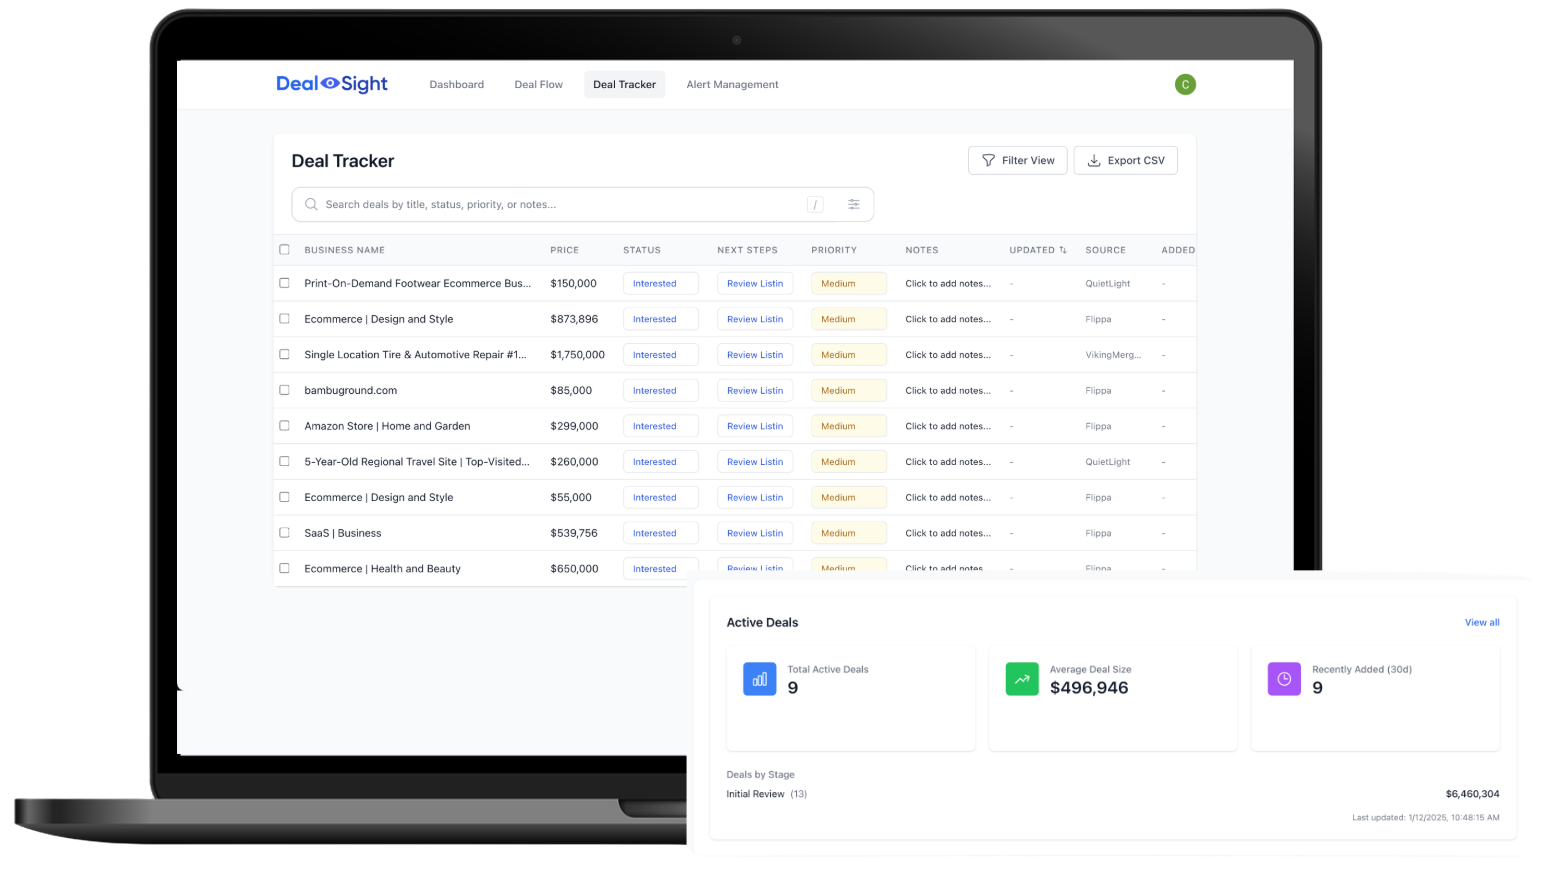 DealSight Dashboard Deal Flow Deal Tracker Alert Management C
Deal Tracker Filter View Export CSV
Search deals by title, status, priority, or notes... /
BUSINESS NAME PRICE STATUS NEXT STEPS PRIORITY NOTES UPDATED SOURCE ADDED
Print-On-Demand Footwear Ecommerce Bus... $150,000 Interested Review Listin Medium Click to add notes... - QuietLight -
Ecommerce | Design and Style $873,896 Interested Review Listin Medium Click to add notes... - Flippa -
Single Location Tire & Automotive Repair #1... $1,750,000 Interested Review Listin Medium Click to add notes... - VikingMerg... -
bambuground.com $85,000 Interested Review Listin Medium Click to add notes... - Flippa -
Amazon Store | Home and Garden $299,000 Interested Review Listin Medium Click to add notes... - Flippa -
5-Year-Old Regional Travel Site | Top-Visited... $260,000 Interested Review Listin Medium Click to add notes... - QuietLight -
Ecommerce | Design and Style $55,000 Interested Review Listin Medium Click to add notes... - Flippa -
SaaS | Business $539,756 Interested Review Listin Medium Click to add notes... - Flippa -
Ecommerce | Health and Beauty $650,000 Interested Review Listin Medium Click to add notes... - Flippa -
Active Deals View all
Total Active Deals Average Deal Size Recently Added (30d)
9 $496,946 9
Deals by Stage
Initial Review (13) $6,460,304
Last updated: 1/12/2025, 10:48:15 AM